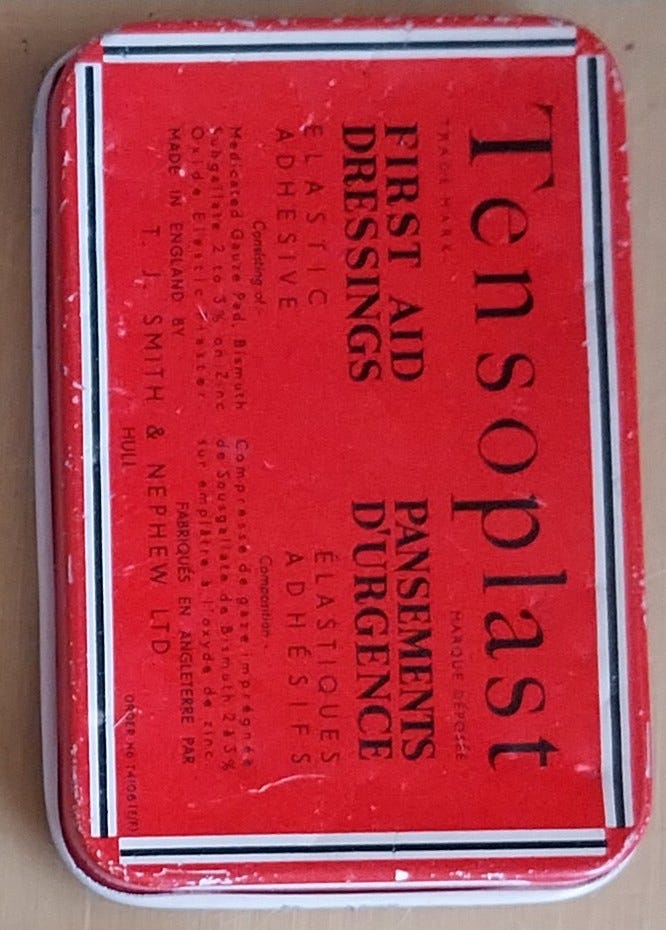 Tensoplast
TRADE MARK.
MARQUE DÉPOSÉE
FIRST AID
DRESSINGS
PANSEMENTS
D'URGENCE
ELASTIC
ADHESIVE
ÉLASTIQUES
ADHÉSIFS
Consisting of:-
Medicated Gauze Pad, Bismuth
Subgallate 2 to 3% on Zinc
Oxide Elastic Plaster.
Composition:-
Compresse de gaze imprégnée
de Sousgallate de Bismuth 2 à 3%
sur emplâtre à l'oxyde de zinc.
MADE IN ENGLAND BY
FABRIQUÉS EN ANGLETERRE PAR
T. J. SMITH & NEPHEW LTD.
HULL
ORDER No T4106 (E/F)